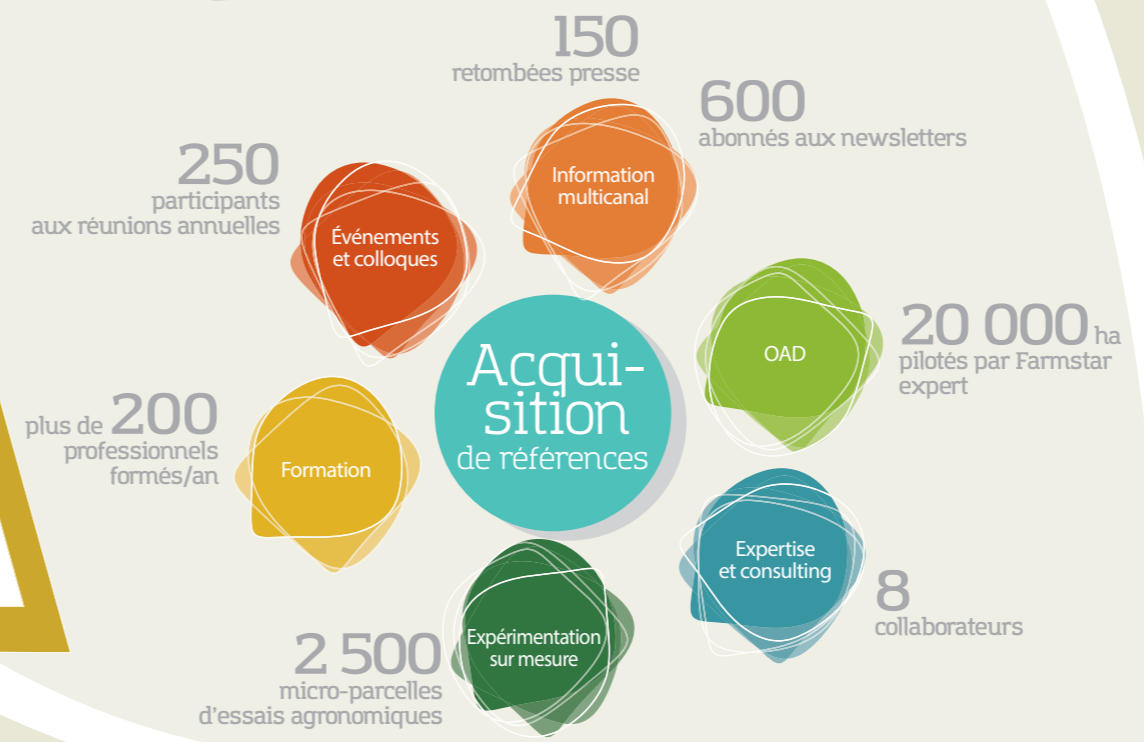 150
retombées presse
600
abonnés aux newsletters
Information
multicanal
250
participants
aux réunions annuelles
Événements
et colloques
20 000 ha
pilotés par Farmstar
expert
OAD
Acqui-
sition
de références
plus de 200
professionnels
formés/an
Formation
Expertise
et consulting
8
collaborateurs
Expérimentation
sur mesure
2 500
micro-parcelles
d'essais agronomiques